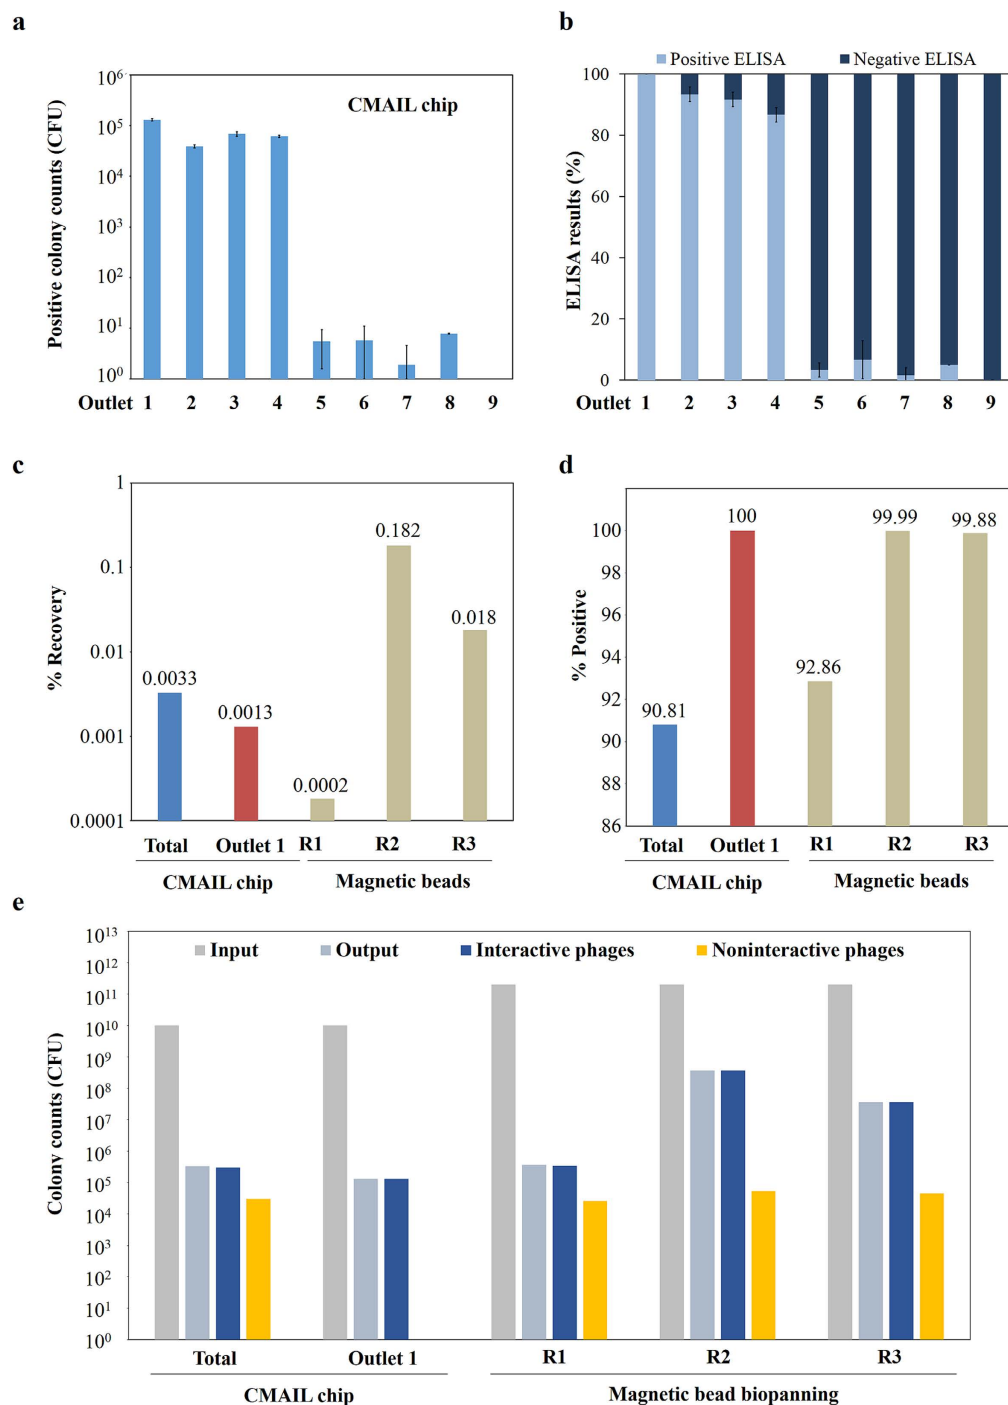 a
Positive colony counts (CFU)
10⁶
10⁵
10⁴
10³
10²
10¹
10⁰
CMAIL chip
Outlet 1 2 3 4 5 6 7 8 9
b
Positive ELISA Negative ELISA
ELISA results (%)
100
80
60
40
20
0
Outlet 1 2 3 4 5 6 7 8 9
c
% Recovery
1
0.1
0.01
0.001
0.0001
0.0033
0.0013
0.0002
0.182
0.018
Total Outlet 1 R1 R2 R3
CMAIL chip Magnetic beads
d
% Positive
100
98
96
94
92
90
88
86
90.81
100
92.86
99.99
99.88
Total Outlet 1 R1 R2 R3
CMAIL chip Magnetic beads
e
Colony counts (CFU)
10¹³
10¹²
10¹¹
10¹⁰
10⁹
10⁸
10⁷
10⁶
10⁵
10⁴
10³
10²
10¹
10⁰
Input Output Interactive phages Noninteractive phages
Total Outlet 1 R1 R2 R3
CMAIL chip Magnetic bead biopanning